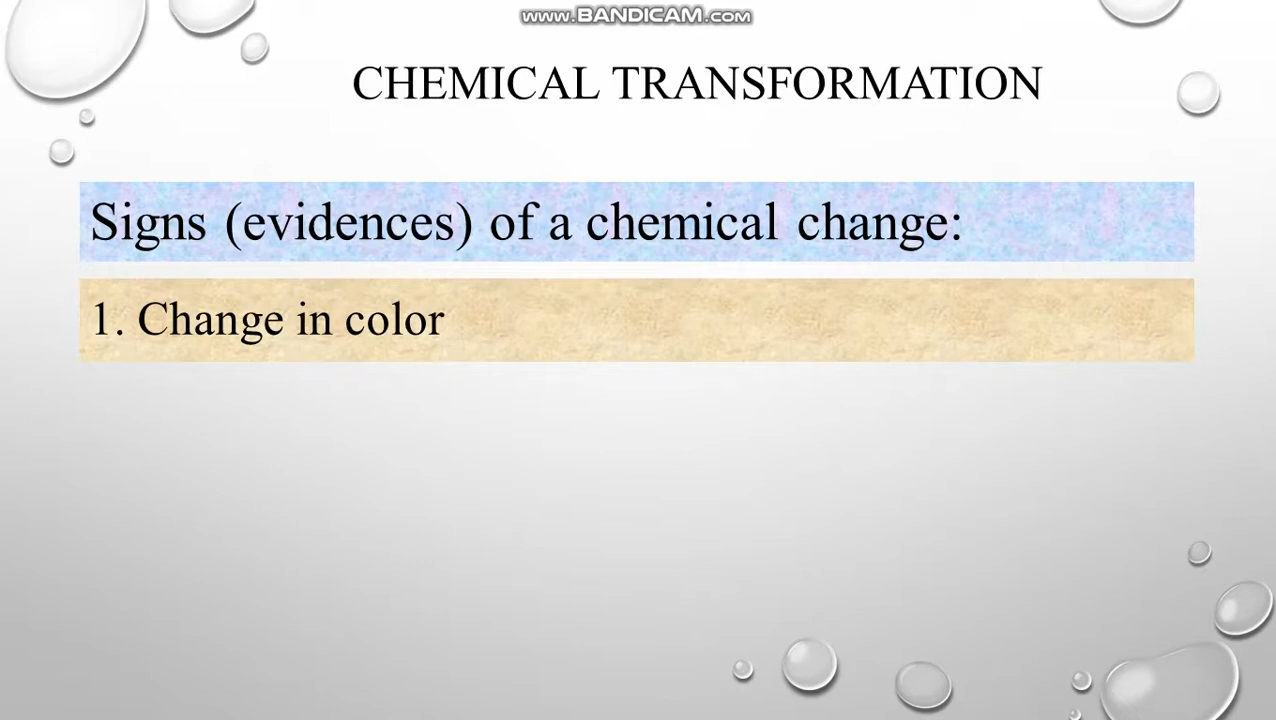 www.BANDICAM.com
CHEMICAL TRANSFORMATION
Signs (evidences) of a chemical change:
1. Change in color